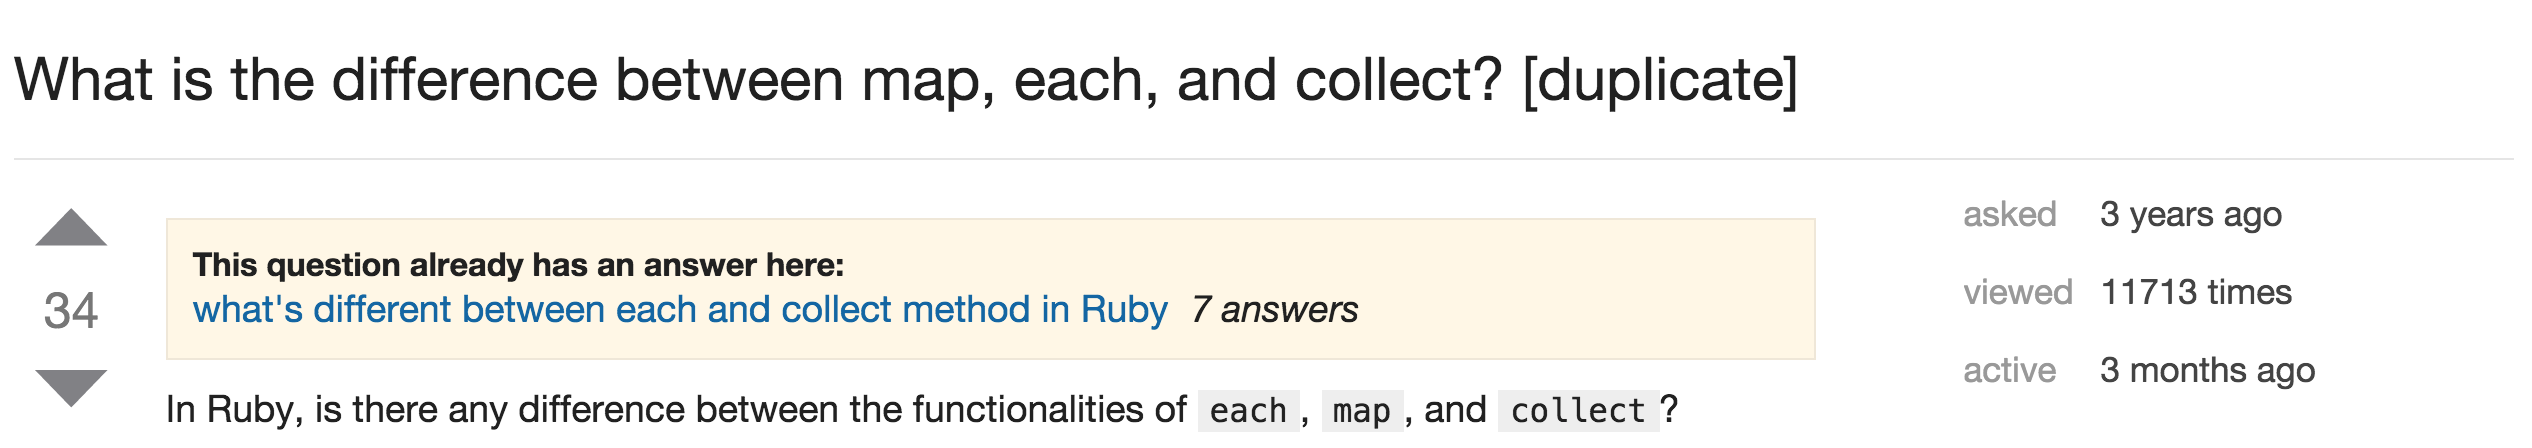 What is the difference between map, each, and collect? [duplicate]
34
This question already has an answer here:
what's different between each and collect method in Ruby 7 answers
In Ruby, is there any difference between the functionalities of each, map, and collect?
asked 3 years ago
viewed 11713 times
active 3 months ago